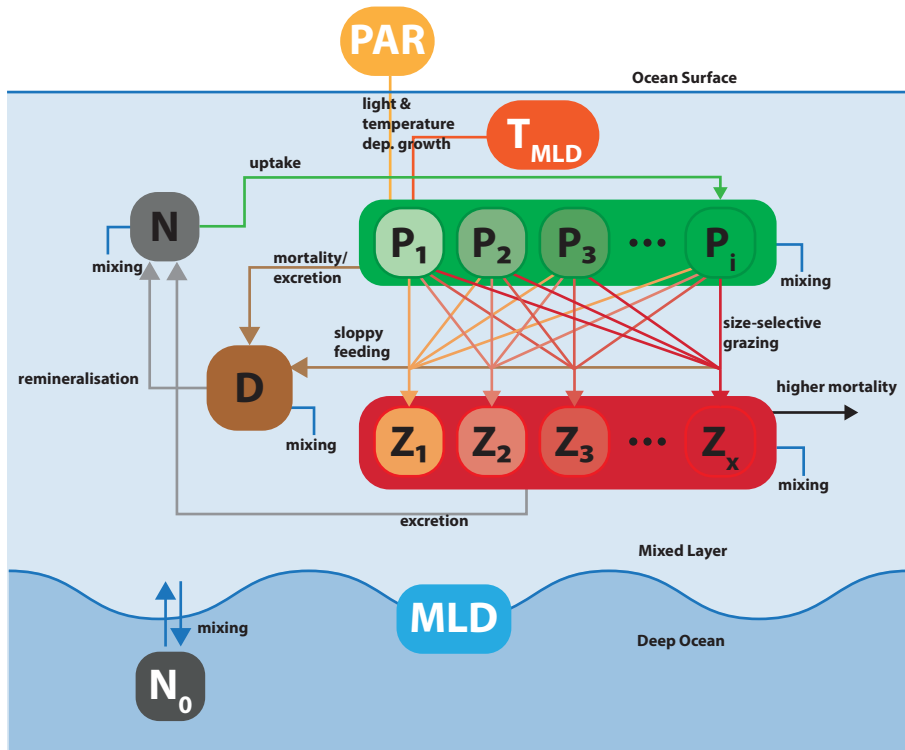 PAR
Ocean Surface
light &
temperature
dep. growth
T MLD
uptake
N
P1
P2
P3
•••
Pi
mixing
mixing
mortality/
excretion
sloppy
feeding
size-selective
grazing
remineralisation
D
higher mortality
mixing
Z1
Z2
Z3
•••
Zx
mixing
excretion
Mixed Layer
MLD
mixing
Deep Ocean
N0